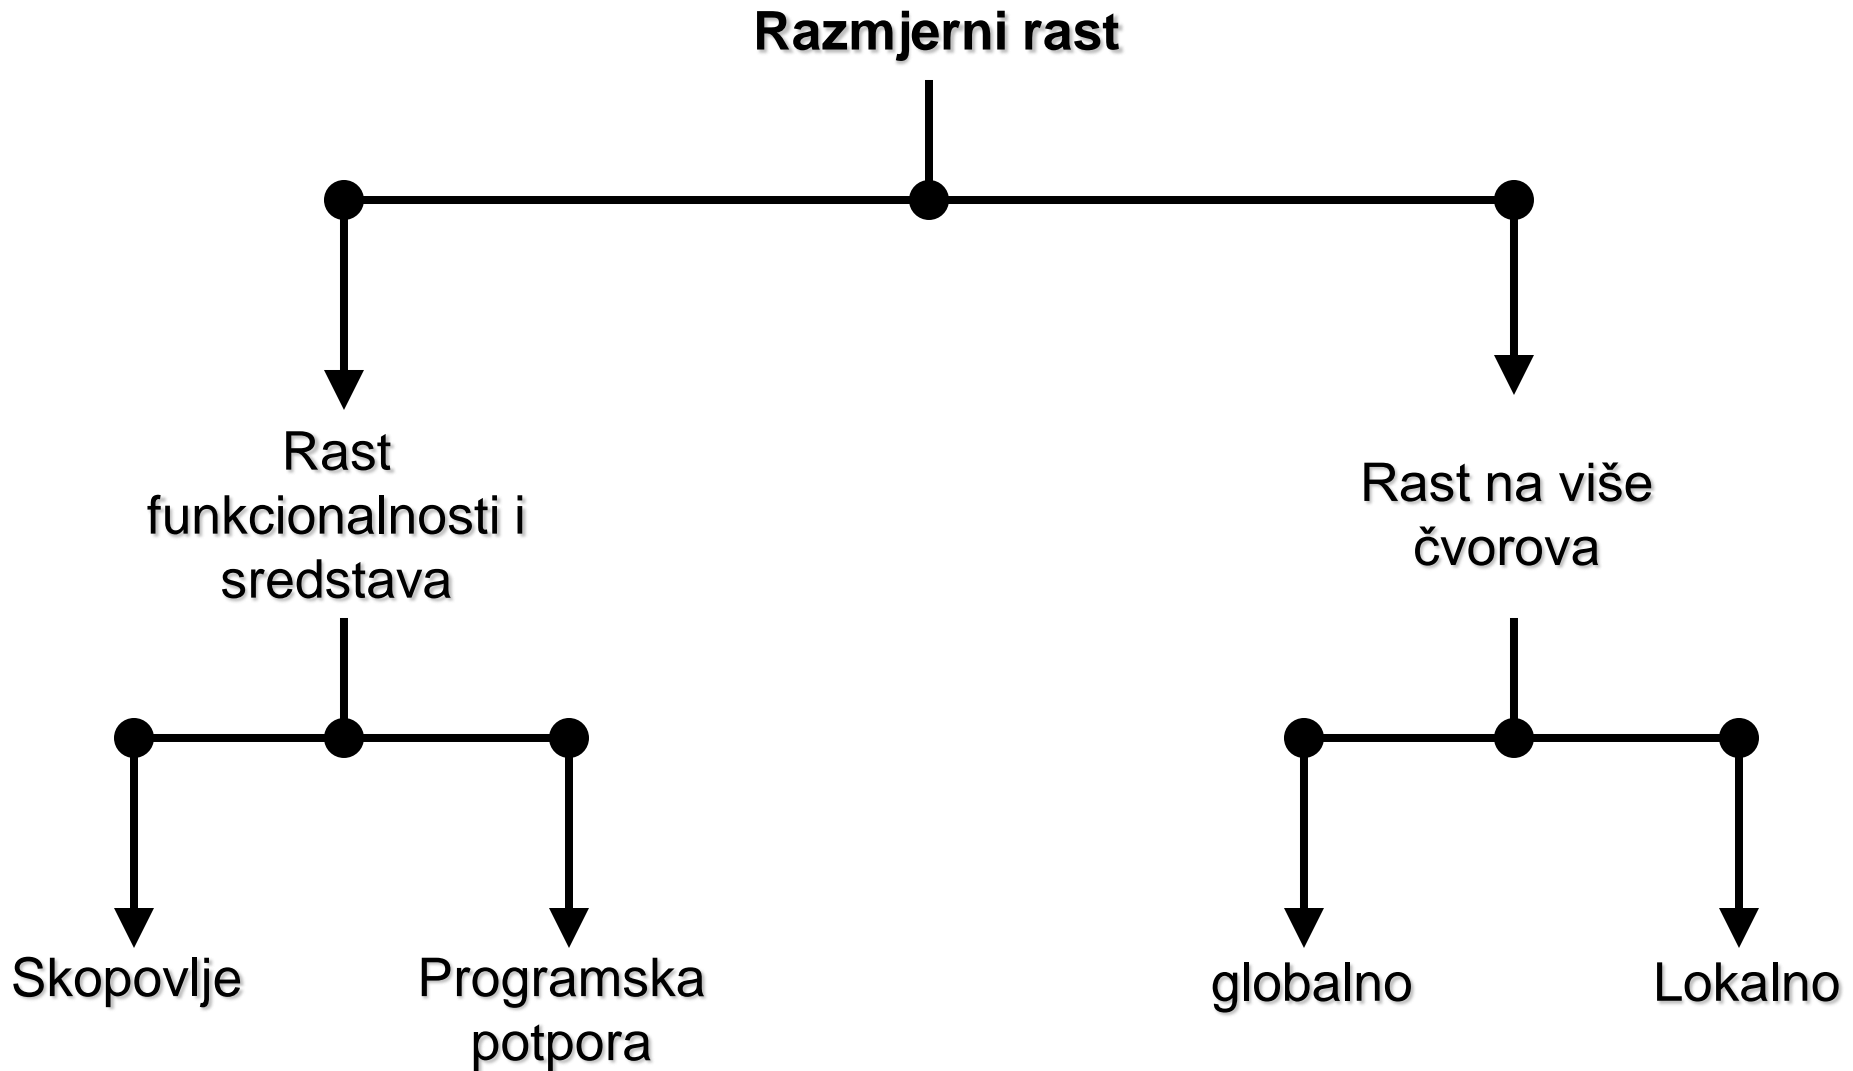 Razmjerni rast
Rast
funkcionalnosti i
sredstava
Rast na više
čvorova
Skopovlje
Programska
potpora
globalno
Lokalno